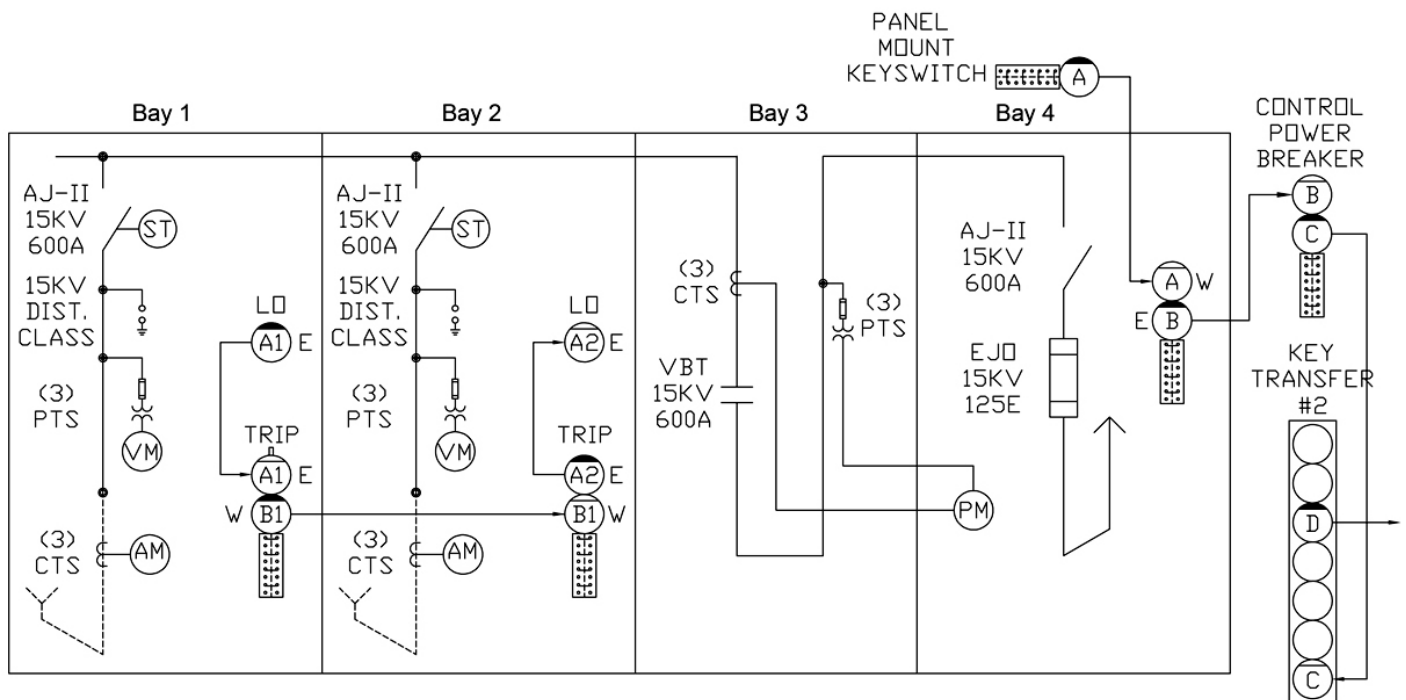 PANEL
MOUNT
KEYSWITCH
A
Bay 1
Bay 2
Bay 3
Bay 4
CONTROL
POWER
BREAKER
B
C
AJ-II
15KV
600A
ST
15KV
DIST.
CLASS
(3)
PTS
VM
LO
A1 E
TRIP
A1 E
W B1
(3)
CTS
AM
AJ-II
15KV
600A
ST
15KV
DIST.
CLASS
(3)
PTS
VM
LO
A2 E
TRIP
A2 E
B1 W
(3)
CTS
AM
(3)
CTS
(3)
PTS
VBT
15KV
600A
PM
AJ-II
15KV
600A
EJO
15KV
125E
A W
E B
KEY
TRANSFER
#2
D
C